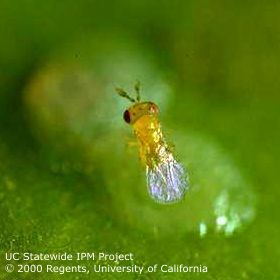 UC Statewide IPM Project
© 2000 Regents, University of California